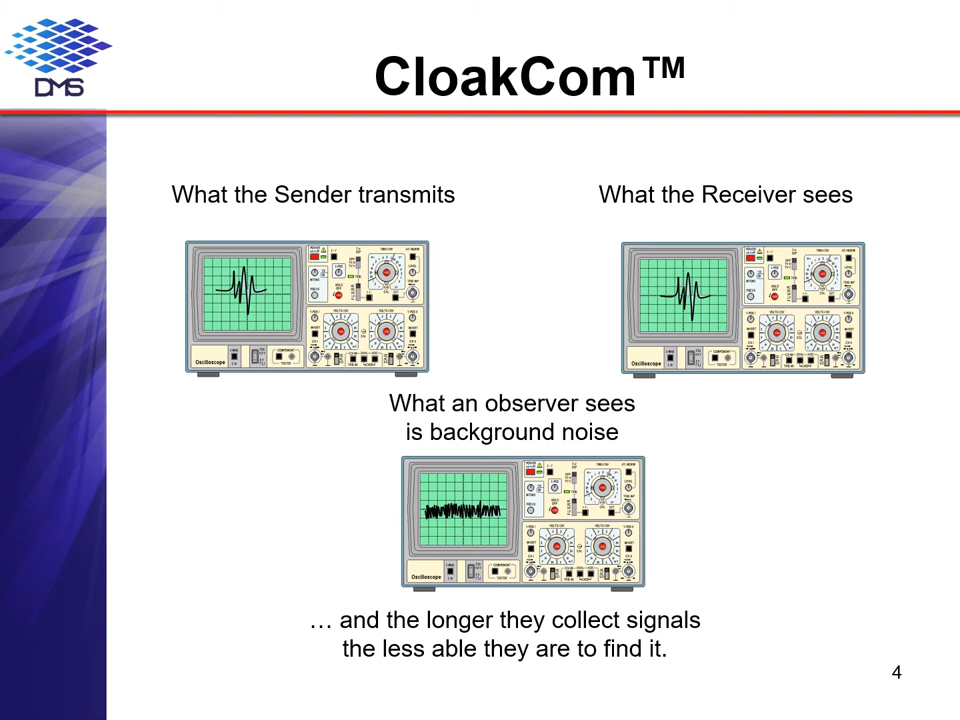 DMS
CloakCom™
What the Sender transmits
What the Receiver sees
Oscilloscope
Oscilloscope
What an observer sees
is background noise
Oscilloscope
… and the longer they collect signals
the less able they are to find it.
4